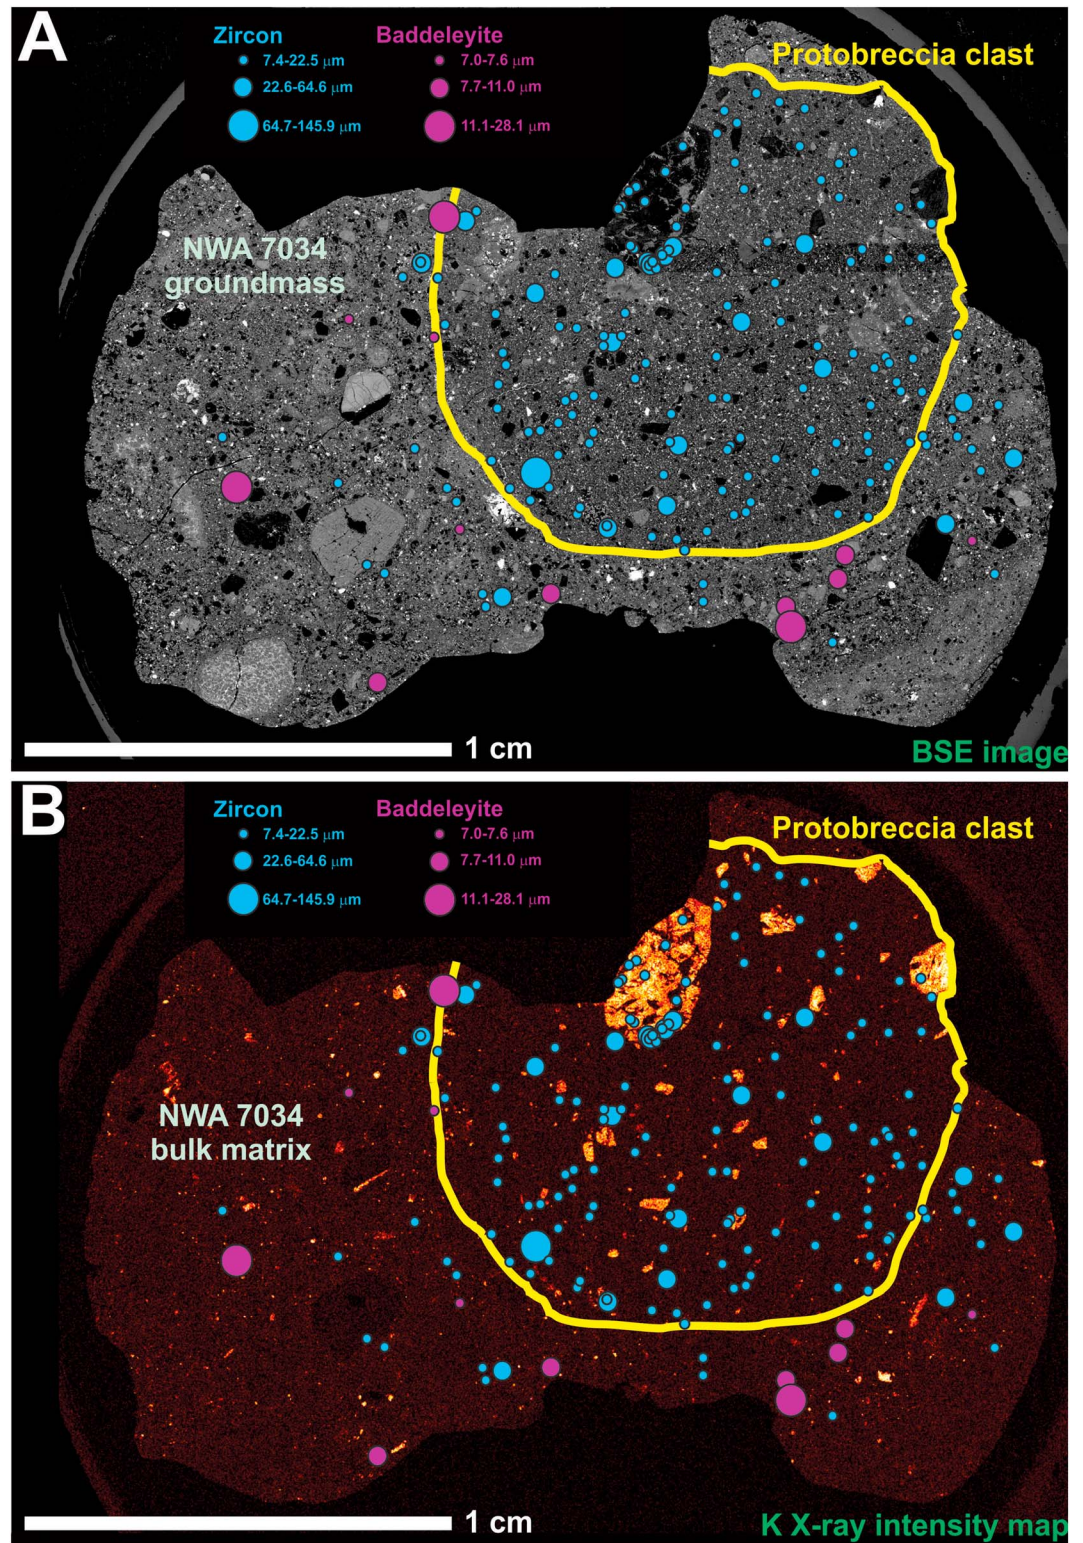 A
Zircon
7.4-22.5 μm
22.6-64.6 μm
64.7-145.9 μm
Baddeleyite
7.0-7.6 μm
7.7-11.0 μm
11.1-28.1 μm
Protobreccia clast
NWA 7034
groundmass
1 cm
BSE image
B
Zircon
7.4-22.5 μm
22.6-64.6 μm
64.7-145.9 μm
Baddeleyite
7.0-7.6 μm
7.7-11.0 μm
11.1-28.1 μm
Protobreccia clast
NWA 7034
bulk matrix
1 cm
K X-ray intensity map